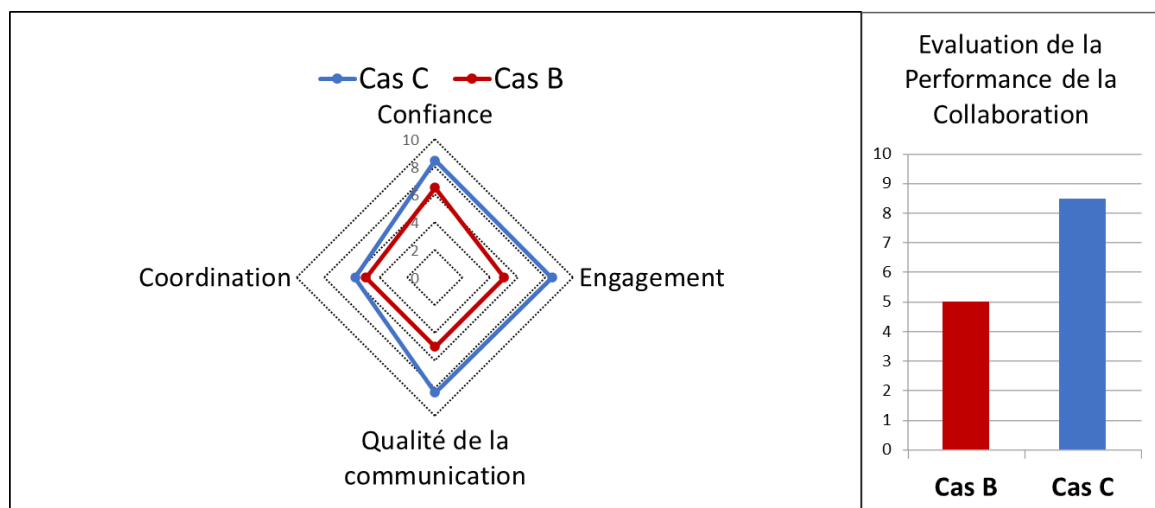 Cas C Cas B
Confiance
10
8
6
4
2
0
Coordination
Engagement
Qualité de la
communication
Evaluation de la
Performance de la
Collaboration
10
9
8
7
6
5
4
3
2
1
0
Cas B Cas C